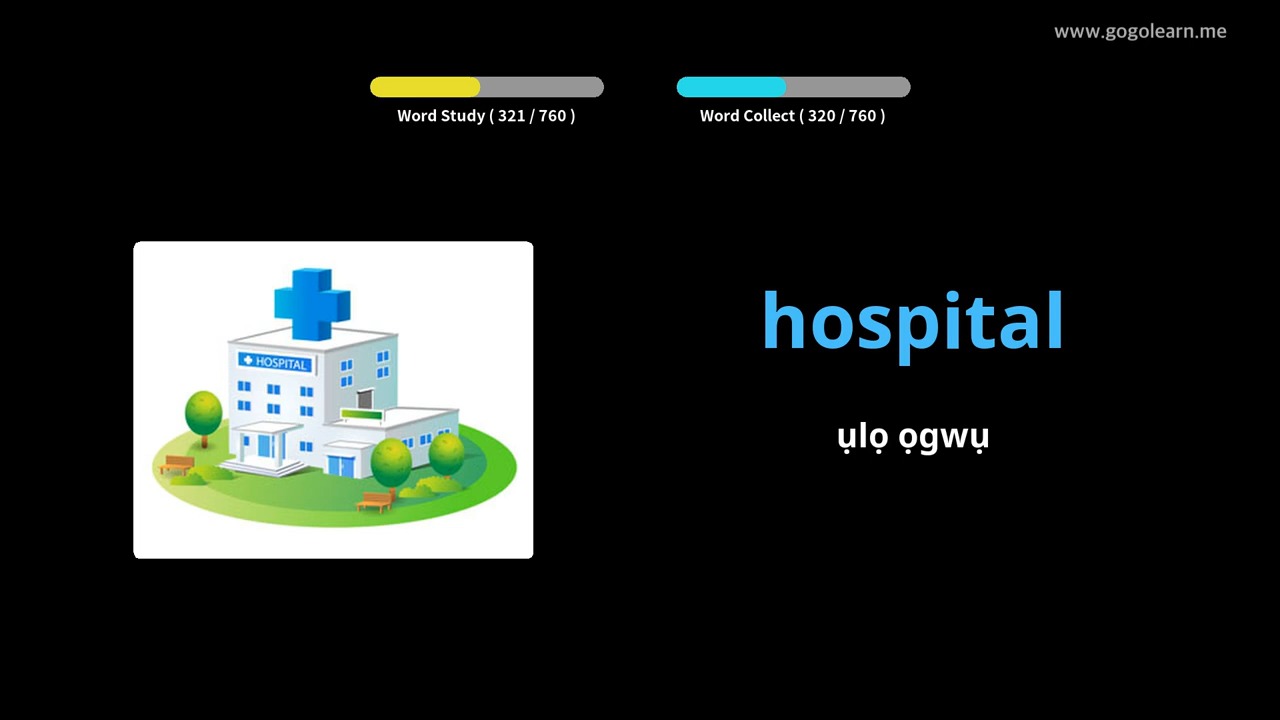 www.gogolearn.me
Word Study ( 321 / 760 )
Word Collect ( 320 / 760 )
HOSPITAL
hospital
ụlọ ọgwụ